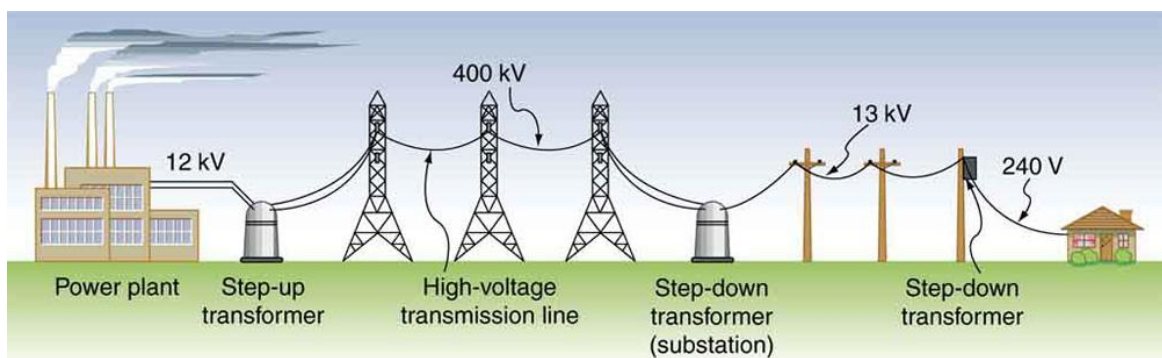 400 kV
13 kV
12 kV
240 V
Power plant
Step-up
transformer
High-voltage
transmission line
Step-down
transformer
(substation)
Step-down
transformer